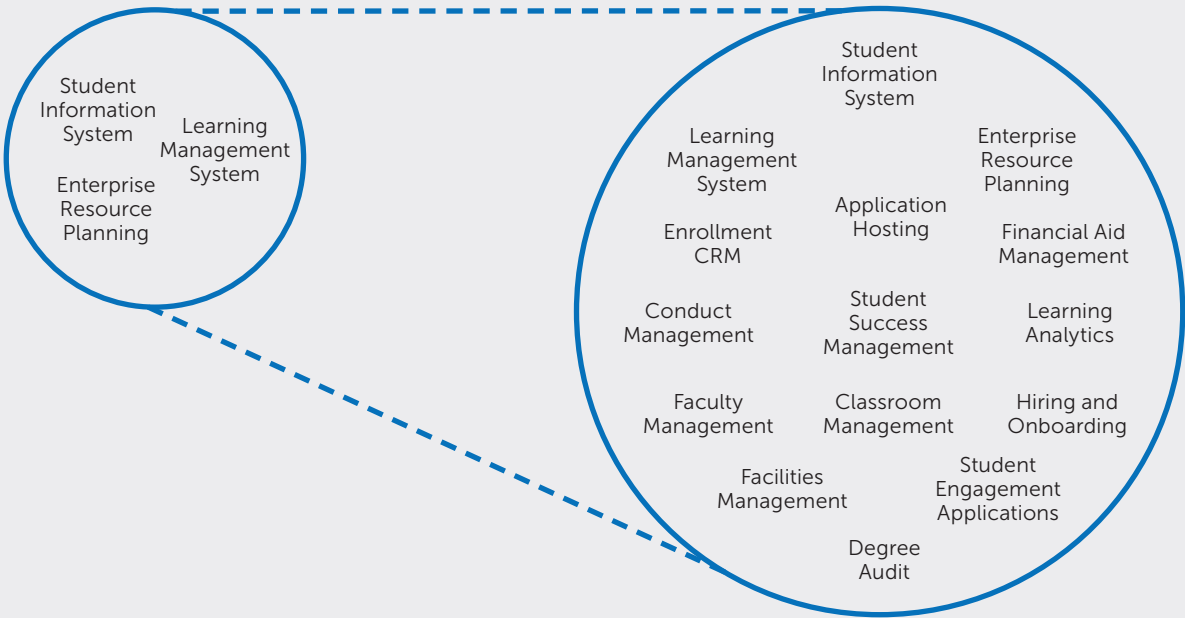 Student
Information
System
Learning
Management
System
Enterprise
Resource
Planning
Student
Information
System
Learning
Management
System
Enterprise
Resource
Planning
Application
Hosting
Enrollment
CRM
Financial Aid
Management
Conduct
Management
Student
Success
Management
Learning
Analytics
Faculty
Management
Classroom
Management
Hiring and
Onboarding
Facilities
Management
Student
Engagement
Applications
Degree
Audit